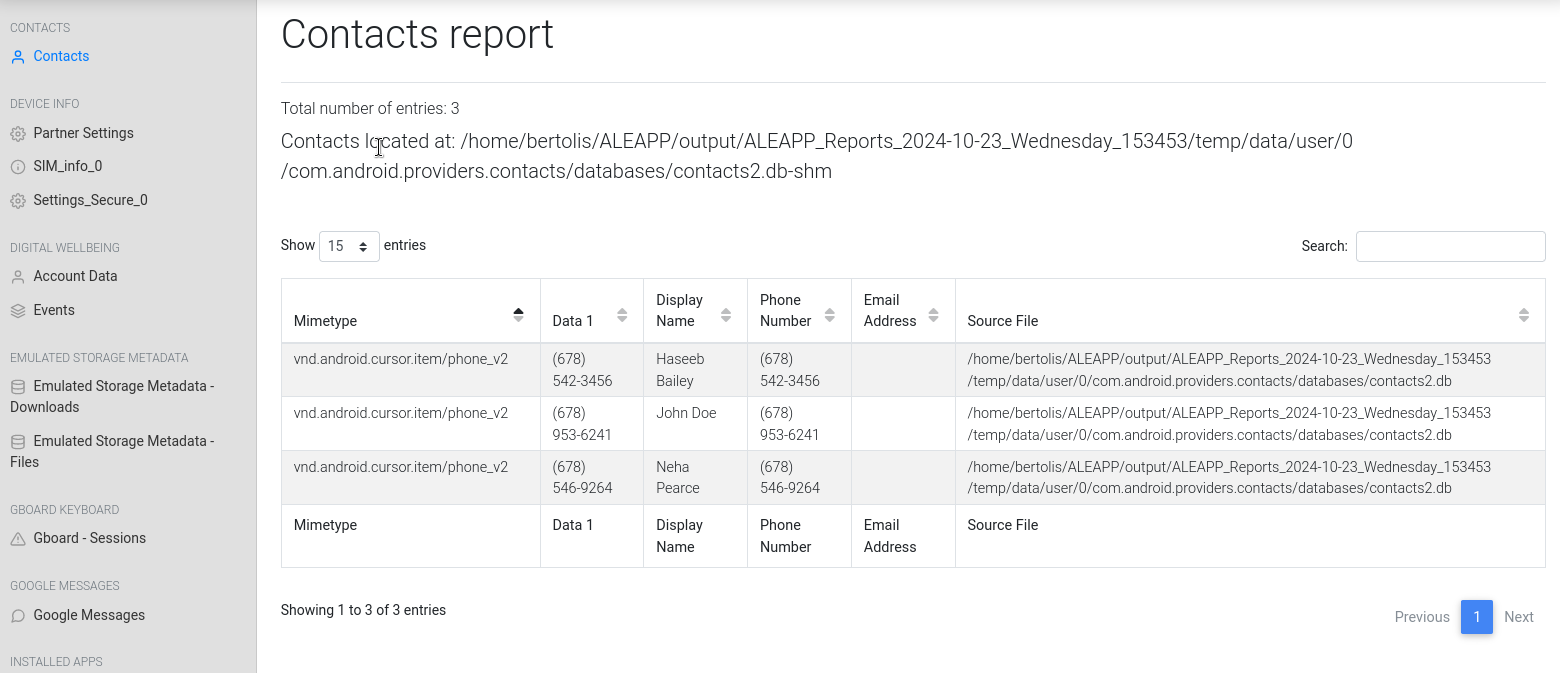 CONTACTS
Contacts
DEVICE INFO
Partner Settings
SIM_info_0
Settings_Secure_0
DIGITAL WELLBEING
Account Data
Events
EMULATED STORAGE METADATA
Emulated Storage Metadata -
Downloads
Emulated Storage Metadata -
Files
GBOARD KEYBOARD
Gboard - Sessions
GOOGLE MESSAGES
Google Messages
INSTALLED APPS
Contacts report
Total number of entries: 3
Contacts located at: /home/bertolis/ALEAPP/output/ALEAPP_Reports_2024-10-23_Wednesday_153453/temp/data/user/0
/com.android.providers.contacts/databases/contacts2.db-shm
Show 15 entries
Search:
Mimetype Data 1 Display Name Phone Number Email Address Source File
vnd.android.cursor.item/phone_v2 (678) Haseeb (678) /home/bertolis/ALEAPP/output/ALEAPP_Reports_2024-10-23_Wednesday_153453
542-3456 Bailey 542-3456 /temp/data/user/0/com.android.providers.contacts/databases/contacts2.db
vnd.android.cursor.item/phone_v2 (678) John Doe (678) /home/bertolis/ALEAPP/output/ALEAPP_Reports_2024-10-23_Wednesday_153453
953-6241 953-6241 /temp/data/user/0/com.android.providers.contacts/databases/contacts2.db
vnd.android.cursor.item/phone_v2 (678) Neha (678) /home/bertolis/ALEAPP/output/ALEAPP_Reports_2024-10-23_Wednesday_153453
546-9264 Pearce 546-9264 /temp/data/user/0/com.android.providers.contacts/databases/contacts2.db
Mimetype Data 1 Display Name Phone Number Email Address Source File
Showing 1 to 3 of 3 entries
Previous 1 Next